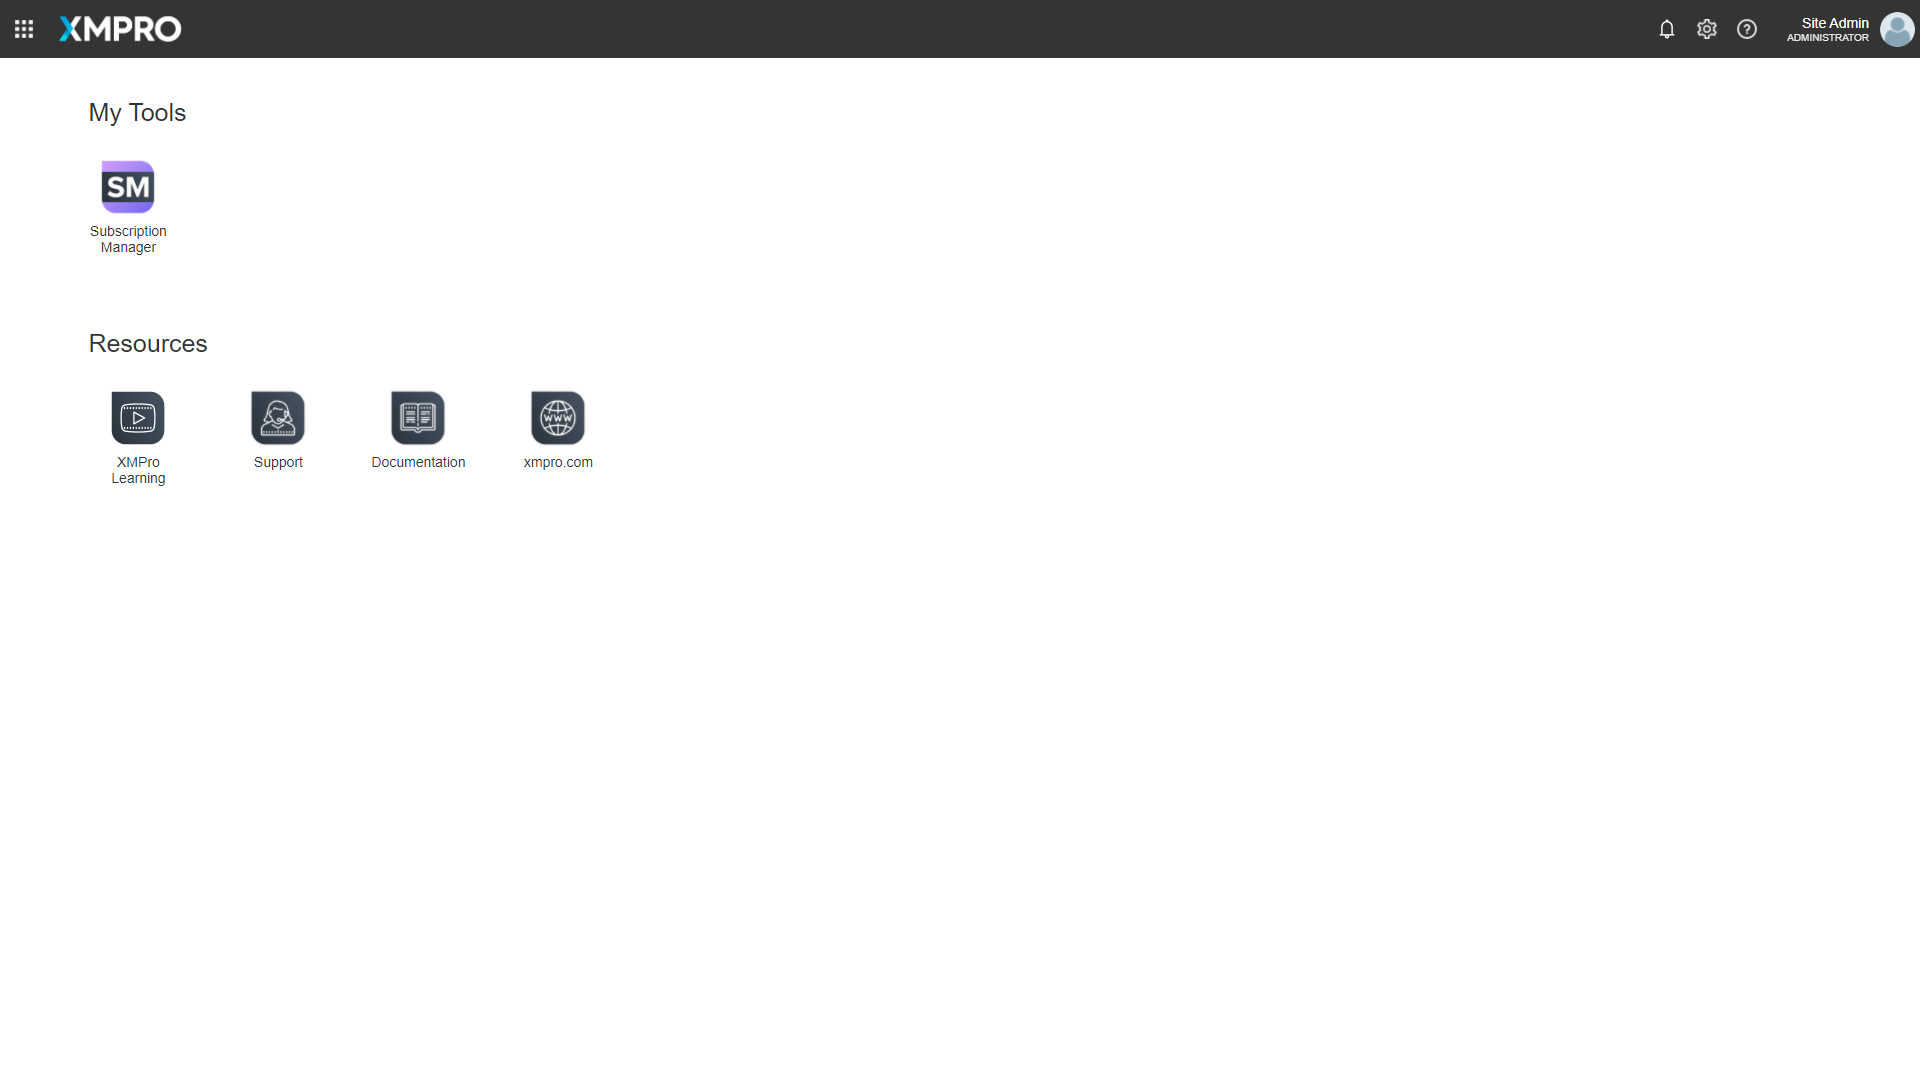 XMPRO
Site Admin
ADMINISTRATOR
My Tools
SM
Subscription
Manager
Resources
WWW
XMPro
Learning
Support
Documentation
xmpro.com